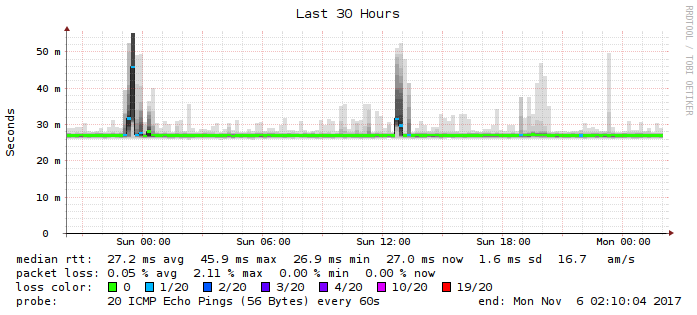 Last 30 Hours
RRDTOOL / TOBI OETIKER
Seconds
50 m
40 m
30 m
20 m
10 m
0
Sun 00:00 Sun 06:00 Sun 12:00 Sun 18:00 Mon 00:00
median rtt: 27.2 ms avg 45.9 ms max 26.9 ms min 27.0 ms now 1.6 ms sd 16.7 am/s
packet loss: 0.05 % avg 2.11 % max 0.00 % min 0.00 % now
loss color: 0 1/20 2/20 3/20 4/20 10/20 19/20
probe: 20 ICMP Echo Pings (56 Bytes) every 60s end: Mon Nov 6 02:10:04 2017